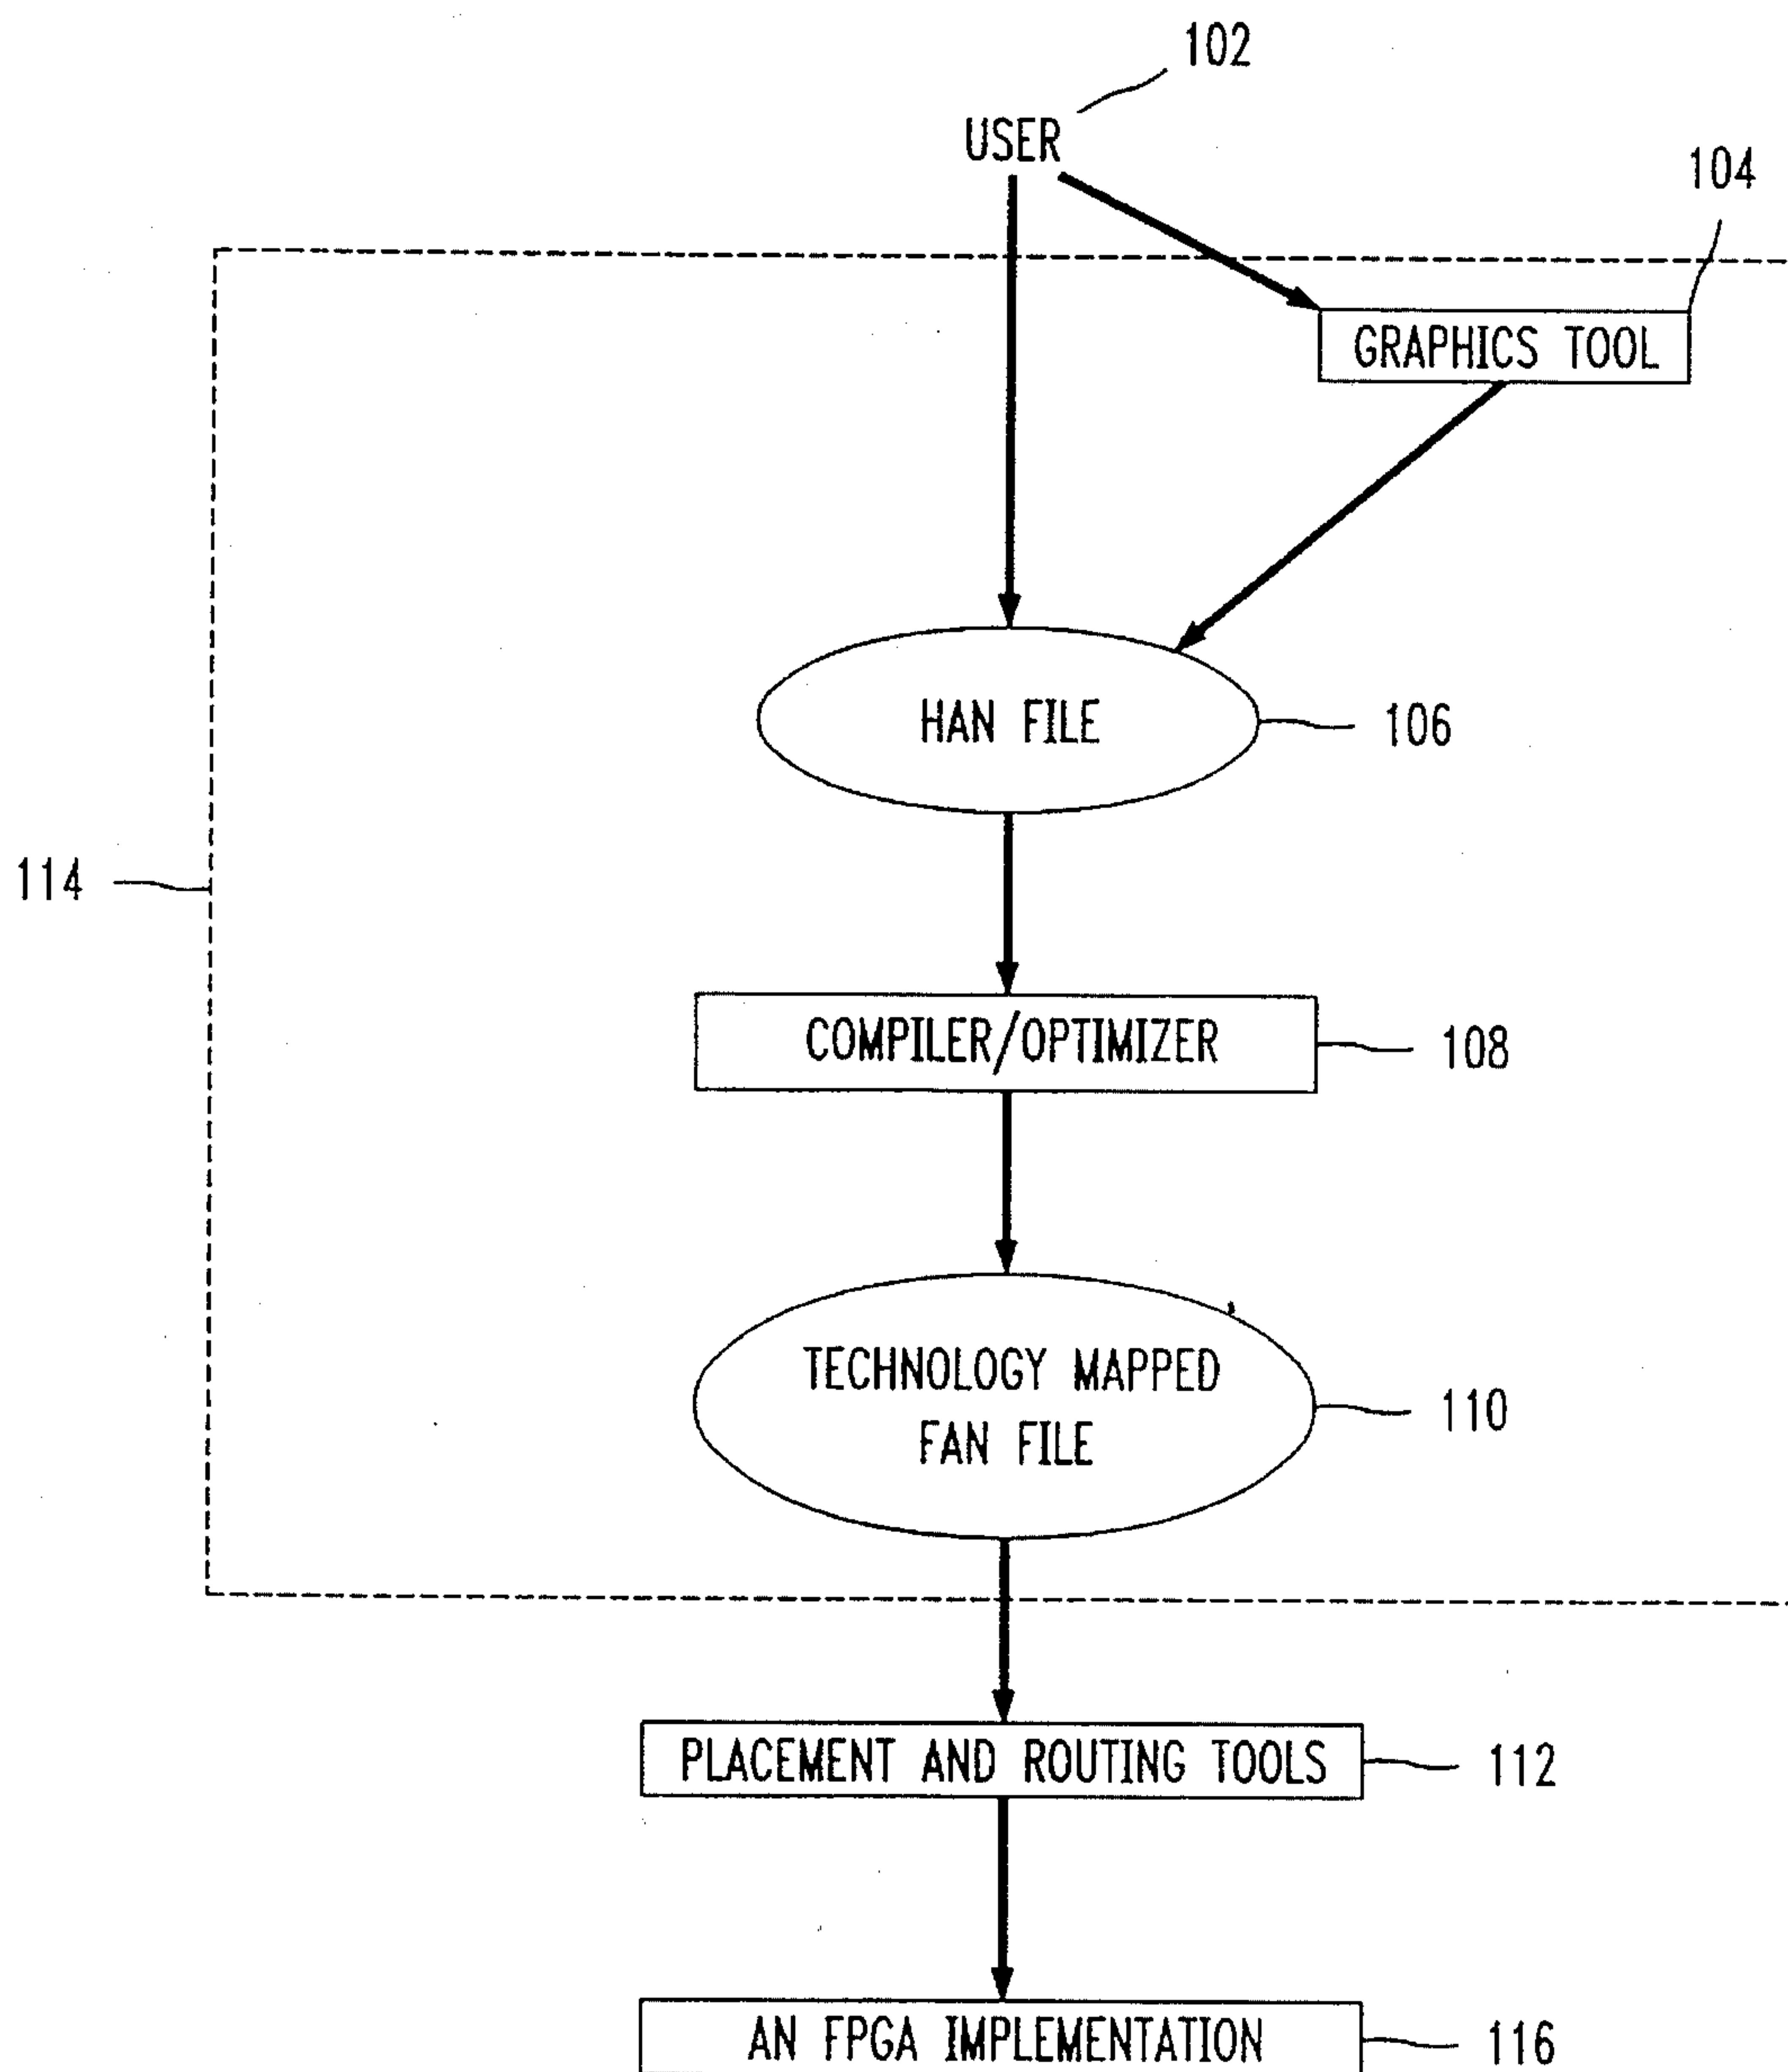 102
USER
104
GRAPHICS TOOL
HAN FILE
106
114
COMPILER/OPTIMIZER
108
TECHNOLOGY MAPPED
FAN FILE
110
PLACEMENT AND ROUTING TOOLS
112
AN FPGA IMPLEMENTATION
116